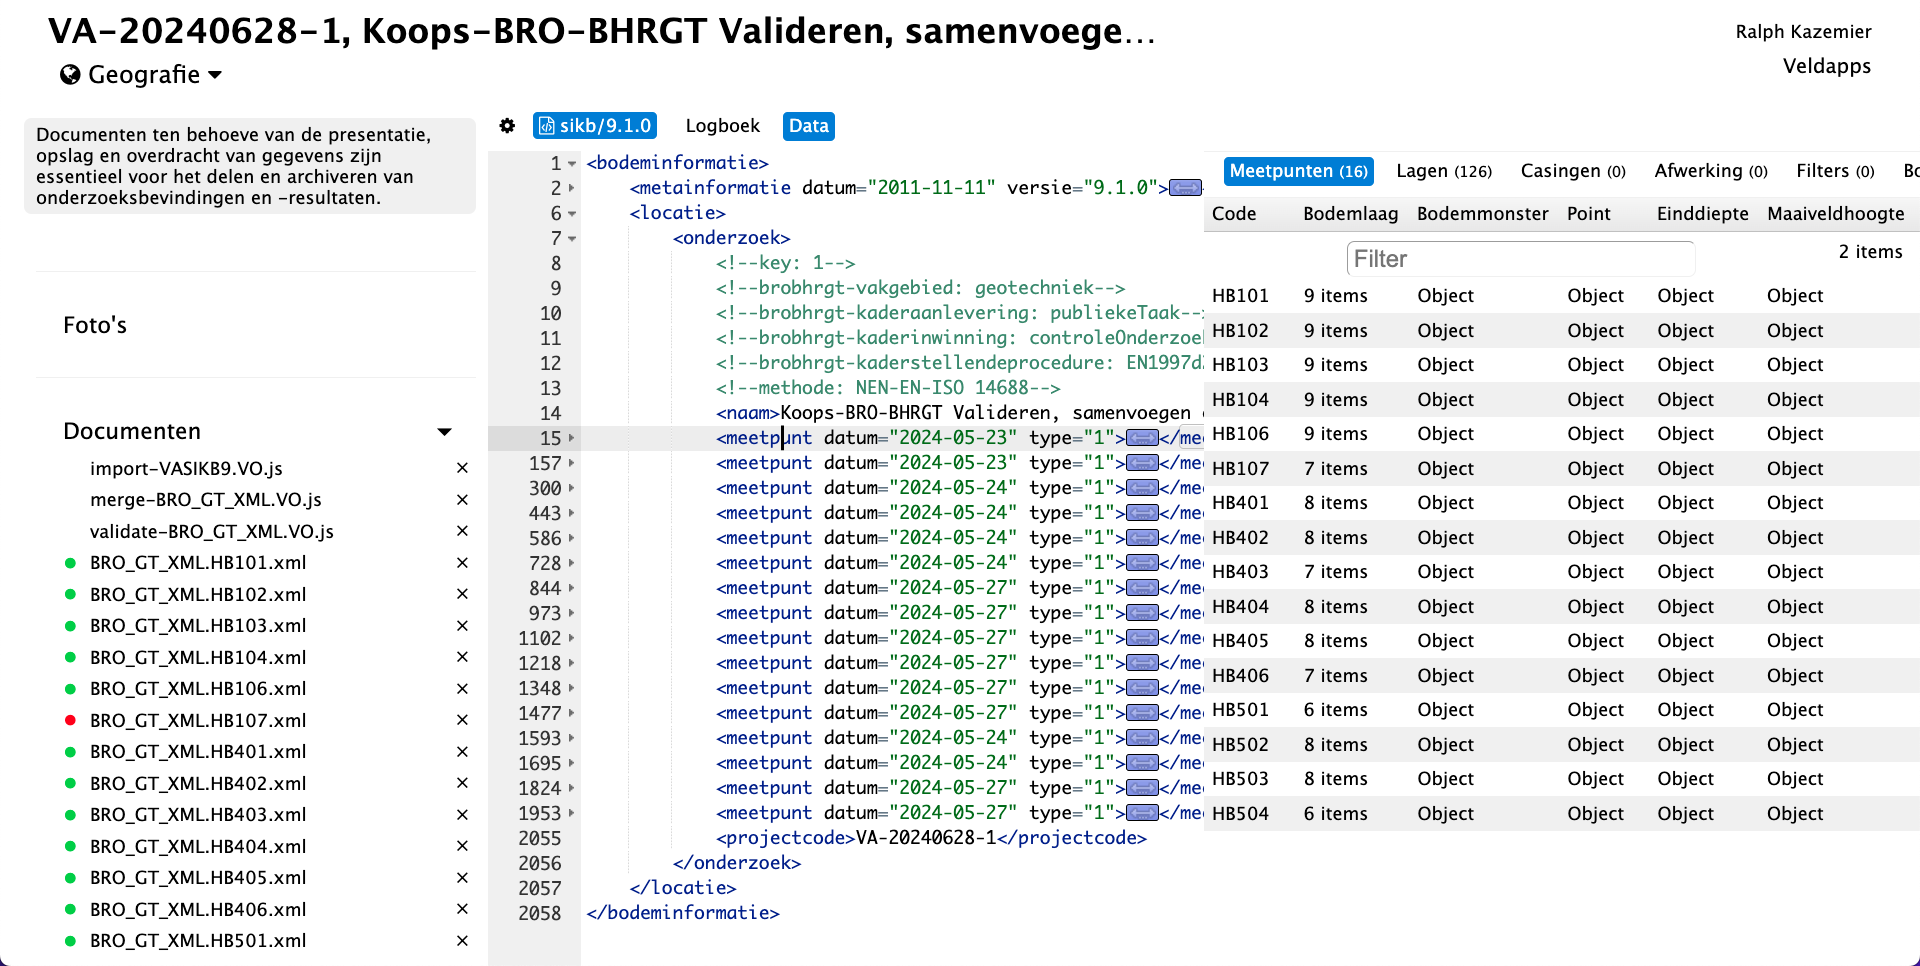 VA-20240628-1, Koops-BRO-BHRGT Valideren, samenvoege...
Ralph Kazemier
Geografie
Veldapps
Documenten ten behoeve van de presentatie,
opslag en overdracht van gegevens zijn
essentieel voor het delen en archiveren van
onderzoeksbevindingen en -resultaten.
Foto's
Documenten
import-VASIKB9.VO.js ×
merge-BRO_GT_XML.VO.js ×
validate-BRO_GT_XML.VO.js ×
BRO_GT_XML.HB101.xml ×
BRO_GT_XML.HB102.xml ×
BRO_GT_XML.HB103.xml ×
BRO_GT_XML.HB104.xml ×
BRO_GT_XML.HB106.xml ×
BRO_GT_XML.HB107.xml ×
BRO_GT_XML.HB401.xml ×
BRO_GT_XML.HB402.xml ×
BRO_GT_XML.HB403.xml ×
BRO_GT_XML.HB404.xml ×
BRO_GT_XML.HB405.xml ×
BRO_GT_XML.HB406.xml ×
BRO_GT_XML.HB501.xml ×
sikb/9.1.0 Logboek Data
1 <bodeminformatie>
2 <metainformatie datum="2011-11-11" versie="9.1.0">
6 <locatie>
7 <onderzoek>
8 <!--key: 1-->
9 <!--brobhrgt-vakgebied: geotechniek-->
10 <!--brobhrgt-kaderaanlevering: publiekeTaak--
11 <!--brobhrgt-kaderinwinning: controleOnderzoe
12 <!--brobhrgt-kaderstellendeprocedure: EN1997d
13 <!--methode: NEN-EN-ISO 14688-->
14 <naam>Koops-BRO-BHRGT Valideren, samenvoegen
15 <meetpunt datum="2024-05-23" type="1"></mee
157 <meetpunt datum="2024-05-23" type="1"></mee
300 <meetpunt datum="2024-05-24" type="1"></mee
443 <meetpunt datum="2024-05-24" type="1"></mee
586 <meetpunt datum="2024-05-24" type="1"></mee
728 <meetpunt datum="2024-05-24" type="1"></mee
844 <meetpunt datum="2024-05-27" type="1"></mee
973 <meetpunt datum="2024-05-27" type="1"></mee
1102 <meetpunt datum="2024-05-27" type="1"></mee
1218 <meetpunt datum="2024-05-27" type="1"></mee
1348 <meetpunt datum="2024-05-27" type="1"></mee
1477 <meetpunt datum="2024-05-27" type="1"></mee
1593 <meetpunt datum="2024-05-24" type="1"></mee
1695 <meetpunt datum="2024-05-24" type="1"></mee
1824 <meetpunt datum="2024-05-27" type="1"></mee
1953 <meetpunt datum="2024-05-27" type="1"></mee
2055 <projectcode>VA-20240628-1</projectcode>
2056 </onderzoek>
2057 </locatie>
2058 </bodeminformatie>
Meetpunten (16) Lagen (126) Casingen (0) Afwerking (0) Filters (0)
Code Bodemlaag Bodemmonster Point Einddiepte Maaiveldhoogte
Filter 2 items
HB101 9 items Object Object Object Object
HB102 9 items Object Object Object Object
HB103 9 items Object Object Object Object
HB104 9 items Object Object Object Object
HB106 9 items Object Object Object Object
HB107 7 items Object Object Object Object
HB401 8 items Object Object Object Object
HB402 8 items Object Object Object Object
HB403 7 items Object Object Object Object
HB404 8 items Object Object Object Object
HB405 8 items Object Object Object Object
HB406 7 items Object Object Object Object
HB501 6 items Object Object Object Object
HB502 8 items Object Object Object Object
HB503 8 items Object Object Object Object
HB504 6 items Object Object Object Object